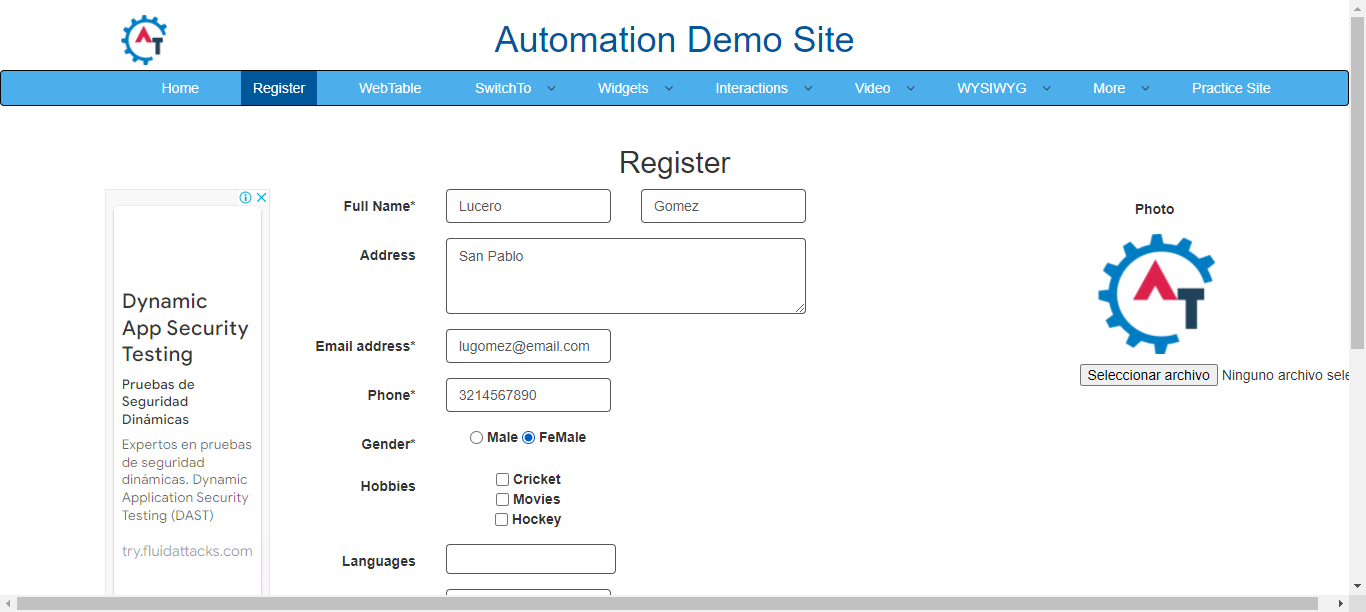 Automation Demo Site
Home Register WebTable SwitchTo Widgets Interactions Video WYSIWYG More Practice Site
Register
Dynamic
App Security
Testing
Pruebas de
Seguridad
Dinámicas
Expertos en pruebas
de seguridad
dinámicas. Dynamic
Application Security
Testing (DAST)
try.fluidattacks.com
Full Name* Lucero Gomez
Address San Pablo
Email address* lugomez@email.com
Phone* 3214567890
Gender* Male FeMale
Hobbies Cricket
Movies
Hockey
Languages
Photo
AT
Seleccionar archivo Ninguno archivo sele